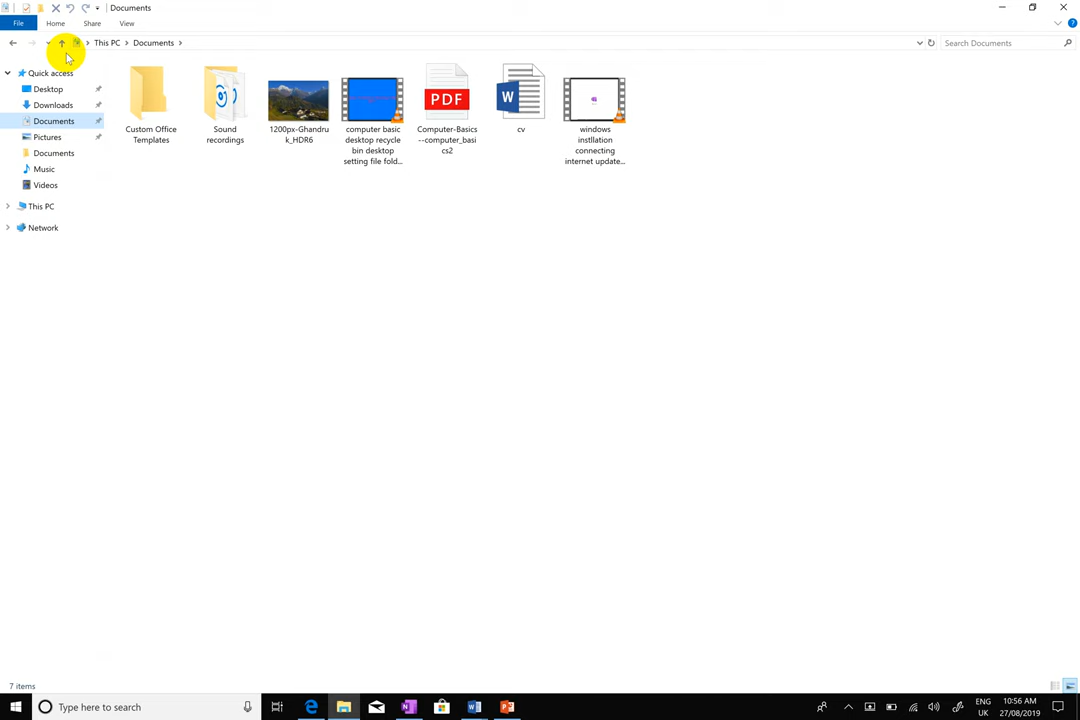 Documents
File Home Share View
This PC Documents Search Documents
Quick access
Desktop
Downloads
Documents
Pictures
Documents
Music
Videos
This PC
Network
Custom Office
Templates
Sound
recordings
1200px-Ghandru
k_HDR6
computer basic
desktop recycle
bin desktop
setting file fold...
PDF
Computer-Basics
--computer_basi
cs2
W
cv
windows
instllation
connecting
internet update...
7 items
Type here to search
ENG
UK
10:56 AM
27/08/2019